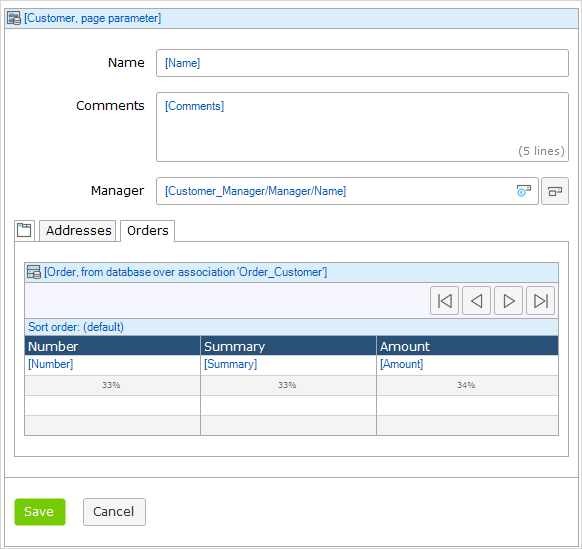 [Customer, page parameter]
Name [Name]
Comments [Comments]
(5 lines)
Manager [Customer_Manager/Manager/Name]
Addresses Orders
[Order, from database over association 'Order_Customer']
Sort order: (default)
Number Summary Amount
[Number] [Summary] [Amount]
33% 33% 34%
Save Cancel